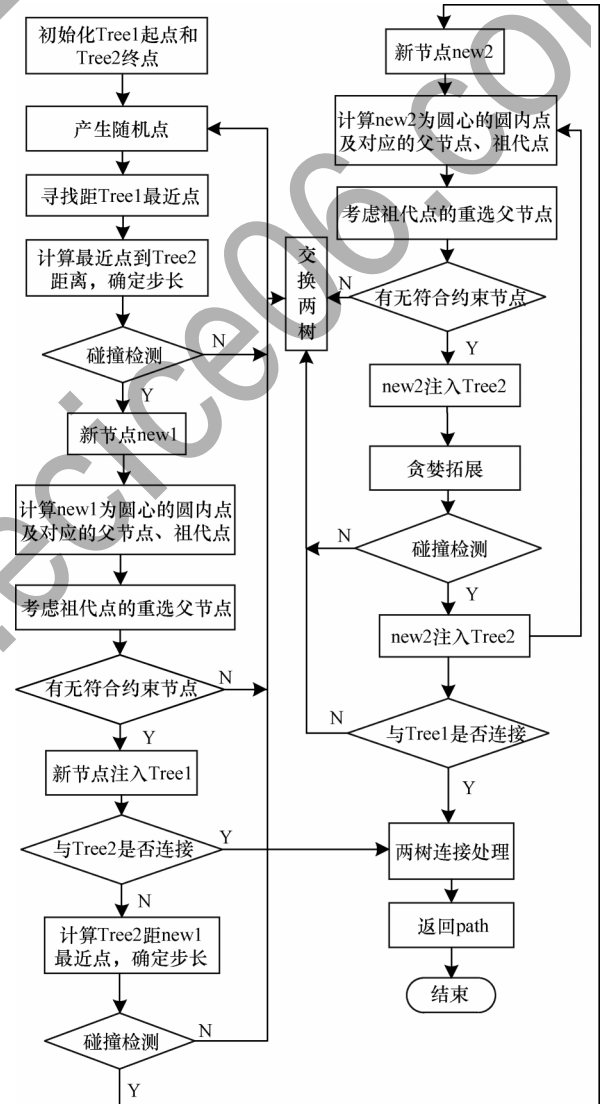 初始化Tree1起点和
Tree2终点
产生随机点
寻找距Tree1最近点
计算最近点到Tree2
距离，确定步长
碰撞检测
N
Y
新节点new1
计算new1为圆心的圆内点
及对应的父节点、祖代点
考虑祖代点的重选父节点
有无符合约束节点
N
Y
新节点注入Tree1
与Tree2是否连接
Y
N
计算Tree2距new1
最近点，确定步长
碰撞检测
N
Y
交
换
两
树
新节点new2
计算new2为圆心的圆内点
及对应的父节点、祖代点
考虑祖代点的重选父节点
有无符合约束节点
N
Y
new2注入Tree2
贪婪拓展
碰撞检测
N
Y
new2注入Tree2
与Tree1是否连接
N
Y
两树连接处理
返回path
结束
ecice06.co